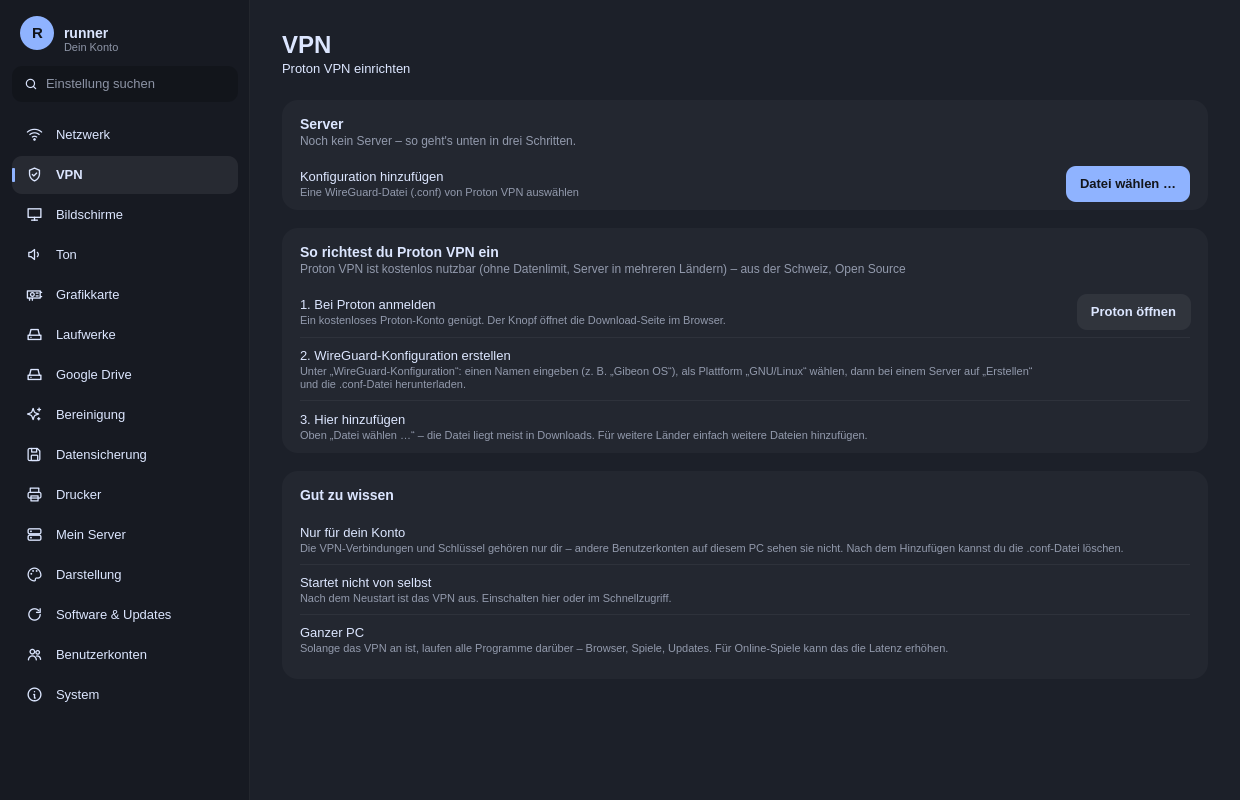 R
runner
Dein Konto
Einstellung suchen
Netzwerk
VPN
Bildschirme
Ton
Grafikkarte
Laufwerke
Google Drive
Bereinigung
Datensicherung
Drucker
Mein Server
Darstellung
Software & Updates
Benutzerkonten
System
VPN
Proton VPN einrichten
Server
Noch kein Server – so geht's unten in drei Schritten.
Konfiguration hinzufügen
Eine WireGuard-Datei (.conf) von Proton VPN auswählen
Datei wählen …
So richtest du Proton VPN ein
Proton VPN ist kostenlos nutzbar (ohne Datenlimit, Server in mehreren Ländern) – aus der Schweiz, Open Source
1. Bei Proton anmelden
Ein kostenloses Proton-Konto genügt. Der Knopf öffnet die Download-Seite im Browser.
Proton öffnen
2. WireGuard-Konfiguration erstellen
Unter „WireGuard-Konfiguration“: einen Namen eingeben (z. B. „Gibeon OS“), als Plattform „GNU/Linux“ wählen, dann bei einem Server auf „Erstellen“
und die .conf-Datei herunterladen.
3. Hier hinzufügen
Oben „Datei wählen …“ – die Datei liegt meist in Downloads. Für weitere Länder einfach weitere Dateien hinzufügen.
Gut zu wissen
Nur für dein Konto
Die VPN-Verbindungen und Schlüssel gehören nur dir – andere Benutzerkonten auf diesem PC sehen sie nicht. Nach dem Hinzufügen kannst du die .conf-Datei löschen.
Startet nicht von selbst
Nach dem Neustart ist das VPN aus. Einschalten hier oder im Schnellzugriff.
Ganzer PC
Solange das VPN an ist, laufen alle Programme darüber – Browser, Spiele, Updates. Für Online-Spiele kann das die Latenz erhöhen.